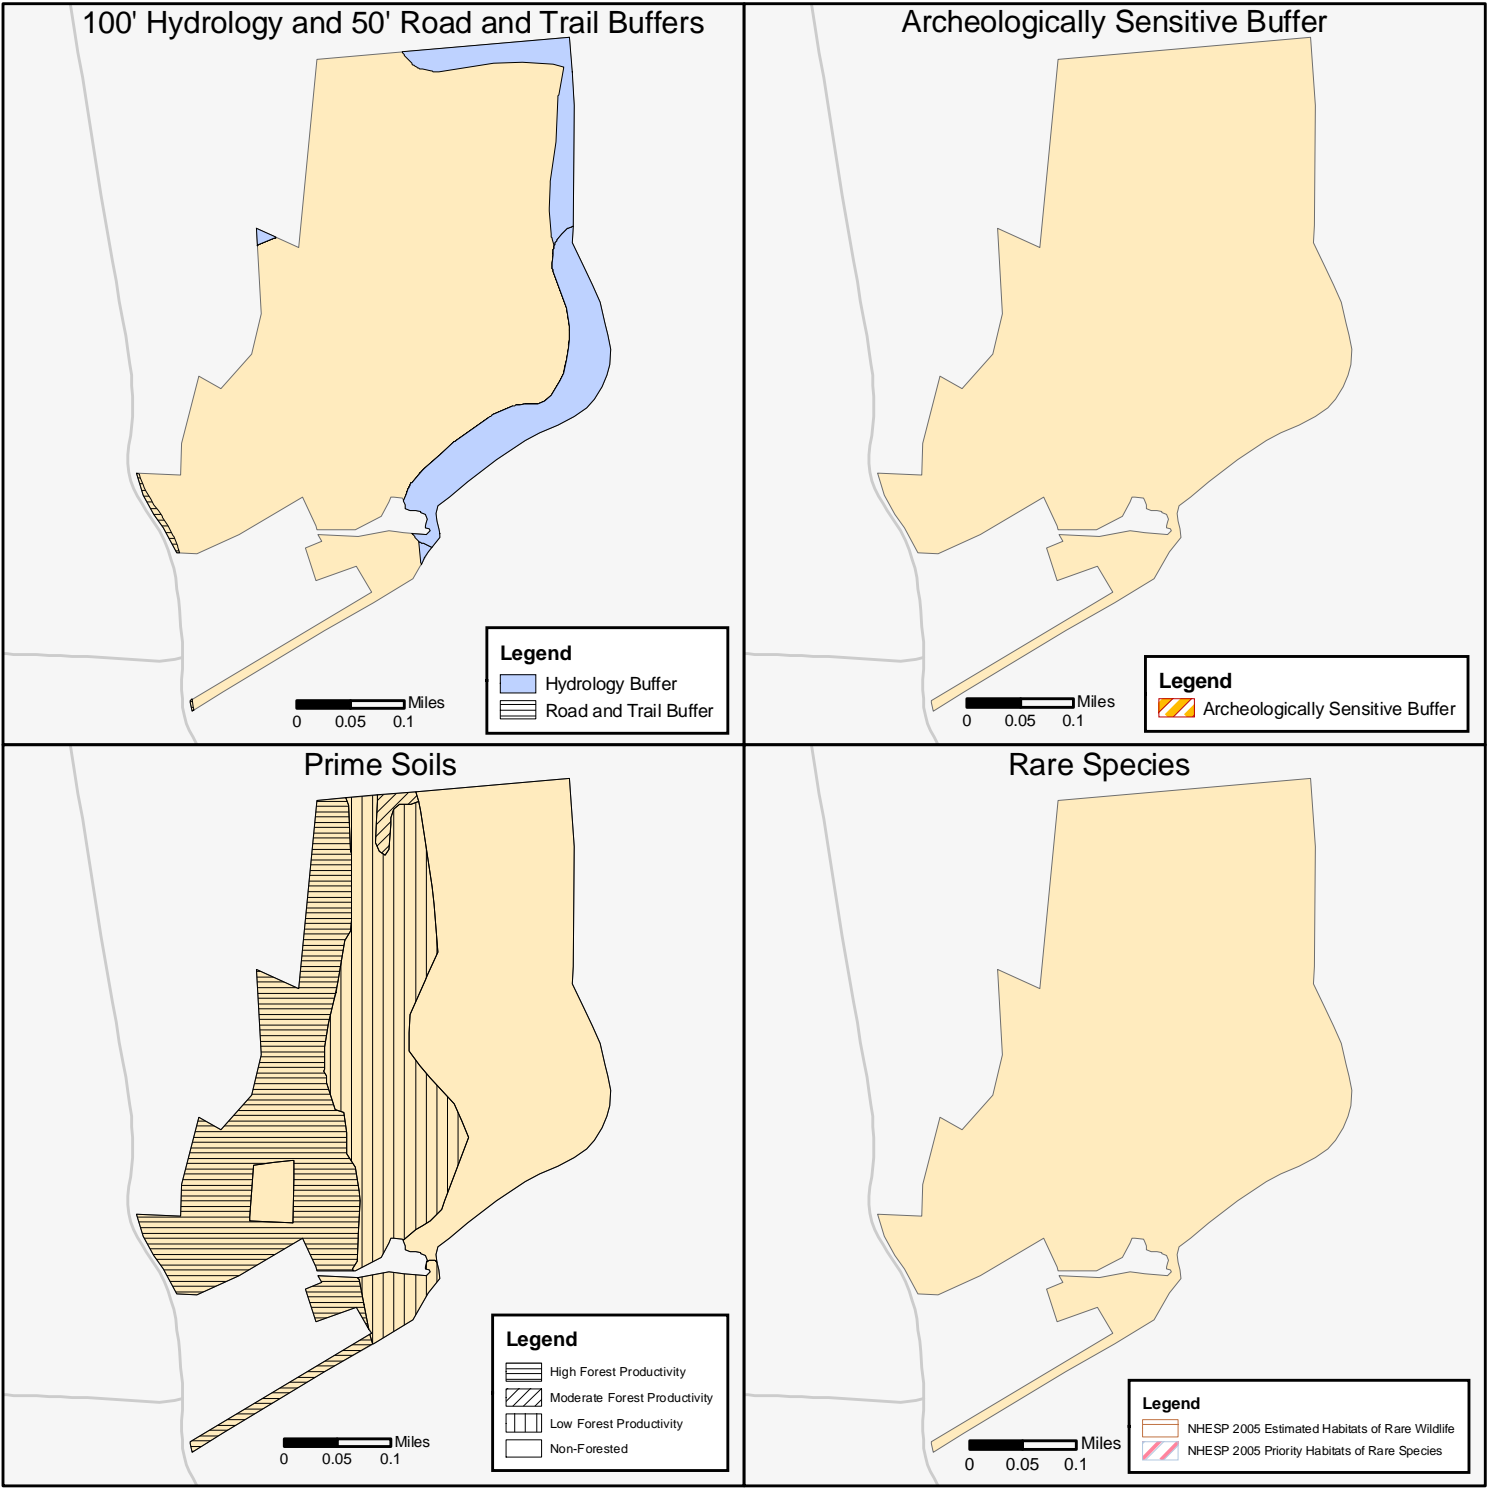 100' Hydrology and 50' Road and Trail Buffers
Legend
Hydrology Buffer
Road and Trail Buffer
Miles
0 0.05 0.1
Archeologically Sensitive Buffer
Legend
Archeologically Sensitive Buffer
Miles
0 0.05 0.1
Prime Soils
Legend
High Forest Productivity
Moderate Forest Productivity
Low Forest Productivity
Non-Forested
Miles
0 0.05 0.1
Rare Species
Legend
NHESP 2005 Estimated Habitats of Rare Wildlife
NHESP 2005 Priority Habitats of Rare Species
Miles
0 0.05 0.1